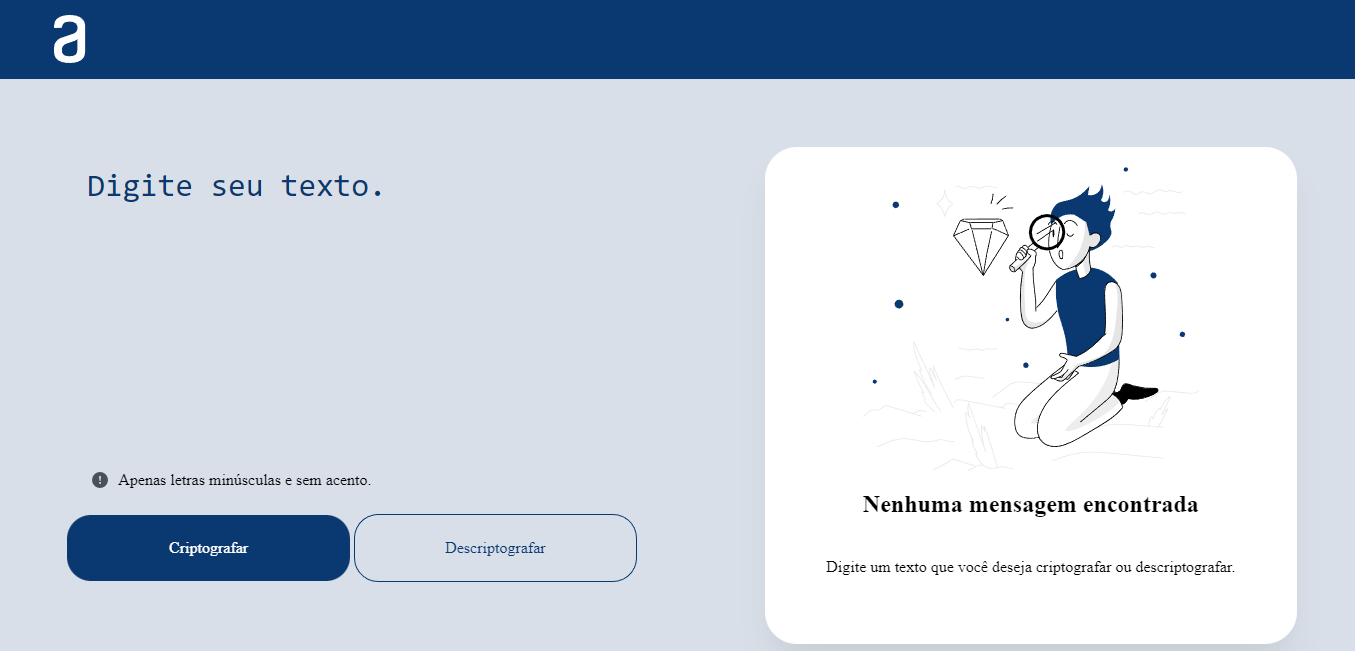 a
Digite seu texto.
Apenas letras minúsculas e sem acento.
Criptografar
Descriptografar
Nenhuma mensagem encontrada
Digite um texto que você deseja criptografar ou descriptografar.